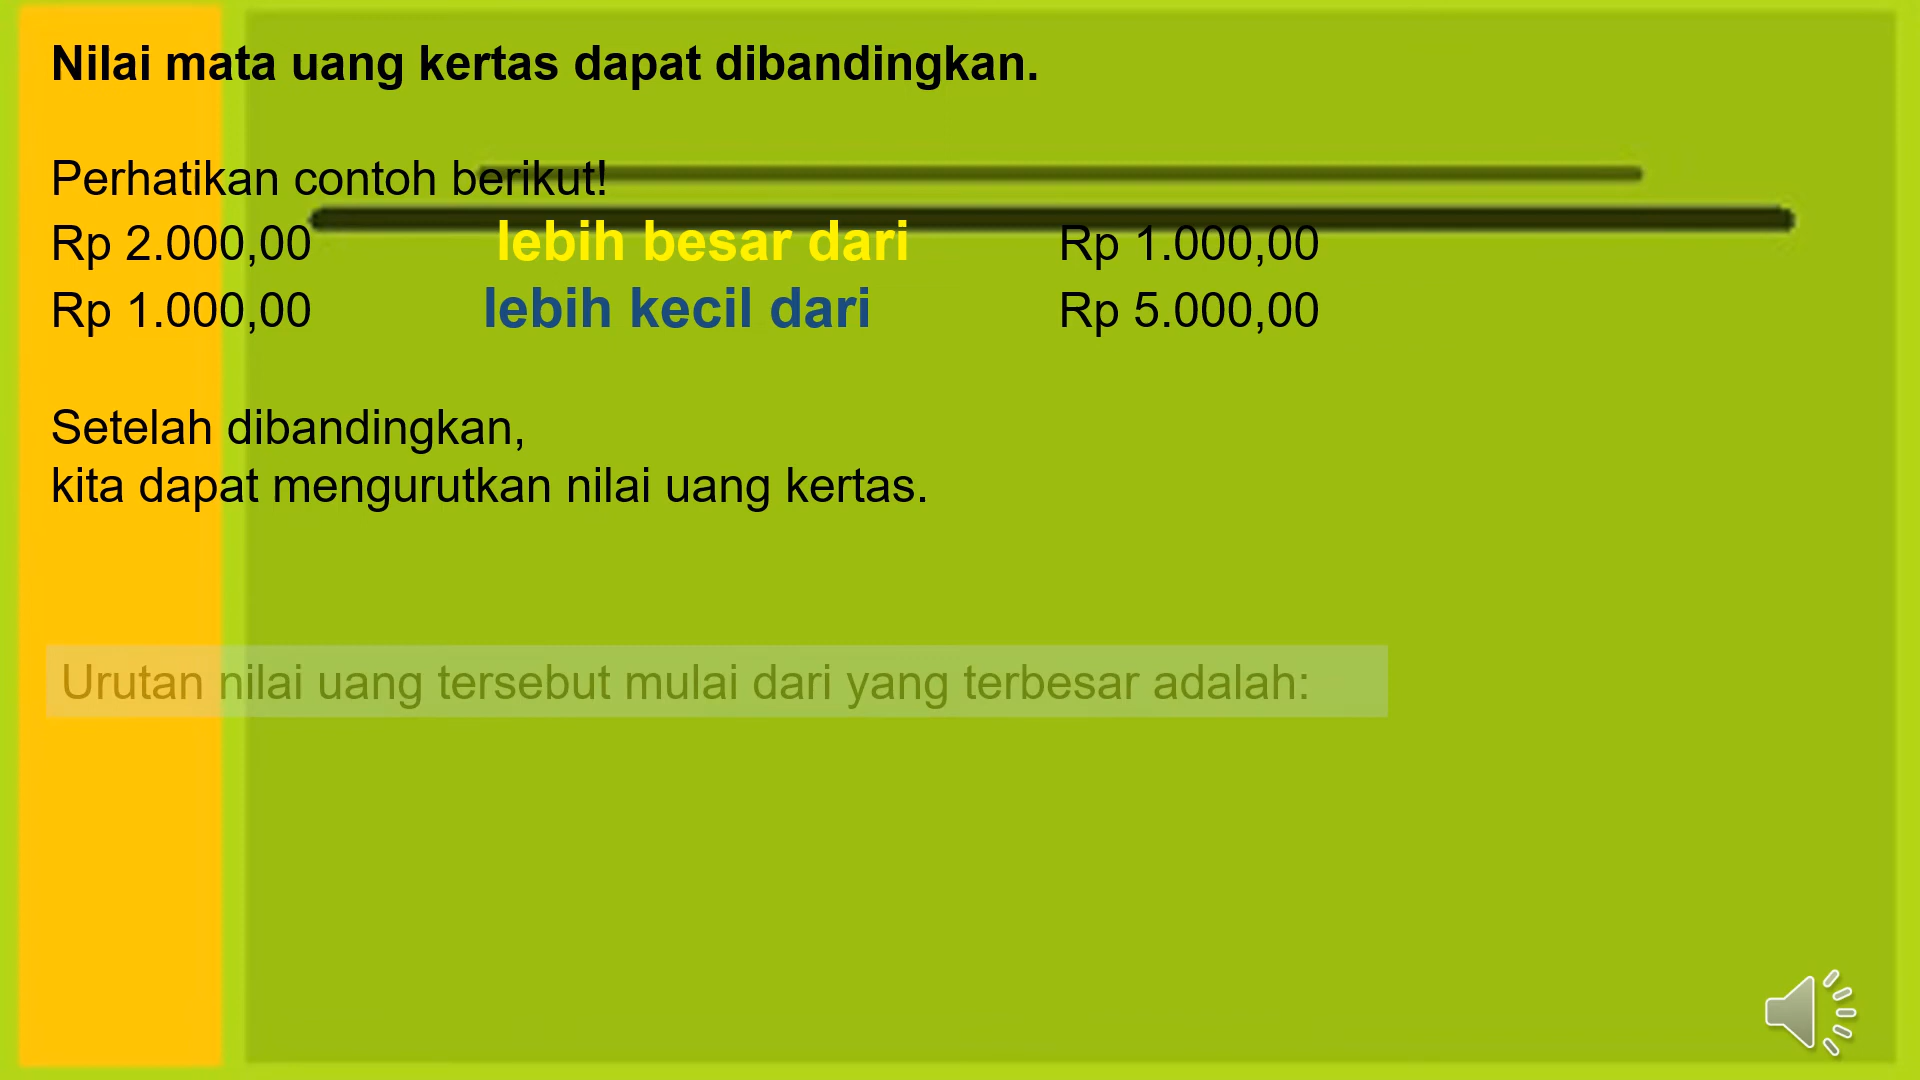 Nilai mata uang kertas dapat dibandingkan.
Perhatikan contoh berikut!
Rp 2.000,00 lebih besar dari Rp 1.000,00
Rp 1.000,00 lebih kecil dari Rp 5.000,00
Setelah dibandingkan,
kita dapat mengurutkan nilai uang kertas.
Urutan nilai uang tersebut mulai dari yang terbesar adalah: